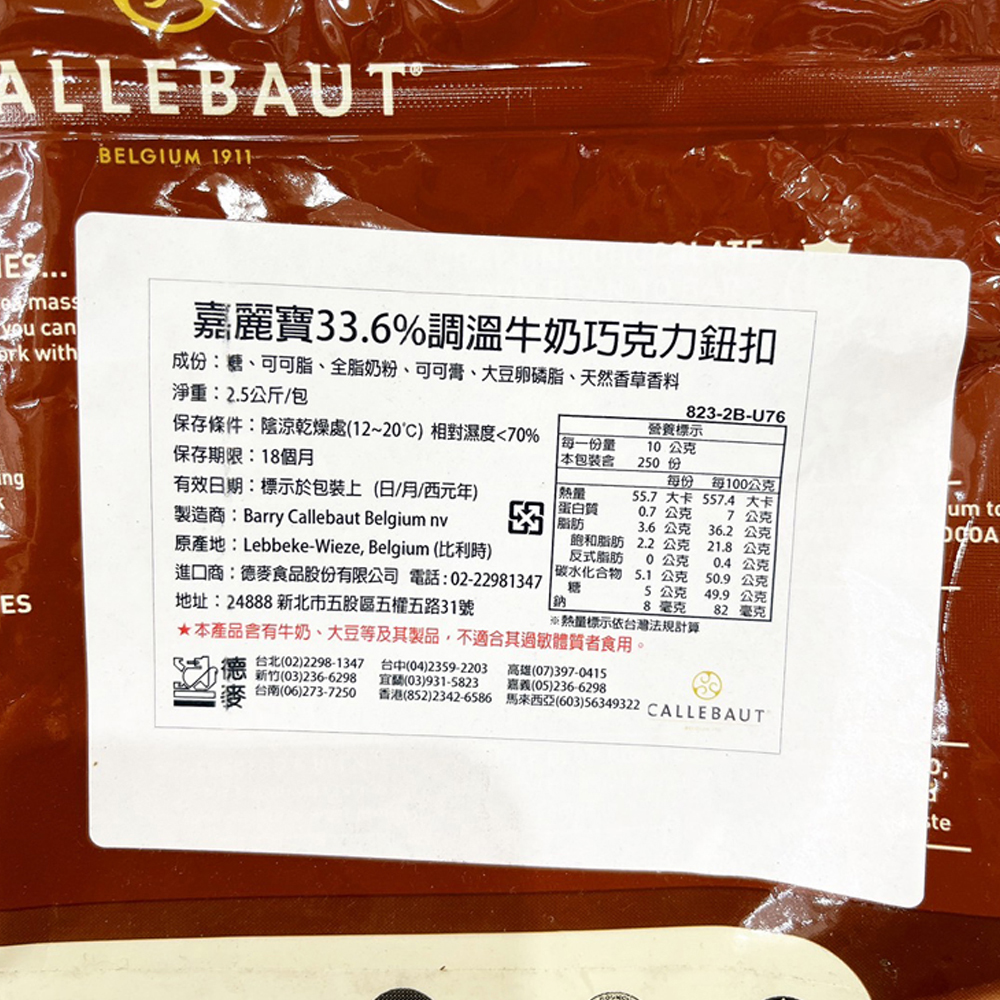 ALLEBAUT®
BELGIUM 1911
mass
you can
ork with
ing
ES
嘉麗寶33.6%調溫牛奶巧克力鈕扣
成份：糖、可可脂、全脂奶粉、可可膏、大豆卵磷脂、天然香草香料
淨重：2.5公斤/包
823-2B-U76
保存條件：陰涼乾燥處(12~20℃) 相對濕度<70%
保存期限：18個月
有效日期：標示於包裝上 (日/月/西元年)
製造商：Barry Callebaut Belgium nv
原產地：Lebbeke-Wieze, Belgium (比利時)
進口商：德麥食品股份有限公司 電話：02-22981347
地址：24888 新北市五股區五權五路31號
營養標示
每一份量 10 公克
本包裝含 250 份
每份 每100公克
熱量 55.7 大卡 557.4 大卡
蛋白質 0.7 公克 7 公克
脂肪 3.6 公克 36.2 公克
飽和脂肪 2.2 公克 21.8 公克
反式脂肪 0 公克 0.4 公克
碳水化合物 5.1 公克 50.9 公克
糖 5 公克 49.9 公克
鈉 8 毫克 82 毫克
※熱量標示依台灣法規計算
★本產品含有牛奶、大豆等及其製品，不適合其過敏體質者食用。
德麥
台北(02)2298-1347 台中(04)2359-2203 高雄(07)397-0415
新竹(03)236-6298 宜蘭(03)931-5823 嘉義(05)236-6298
台南(06)273-7250 香港(852)2342-6586 馬來西亞(603)56349322
CALLEBAUT
um to
OCOA
ste